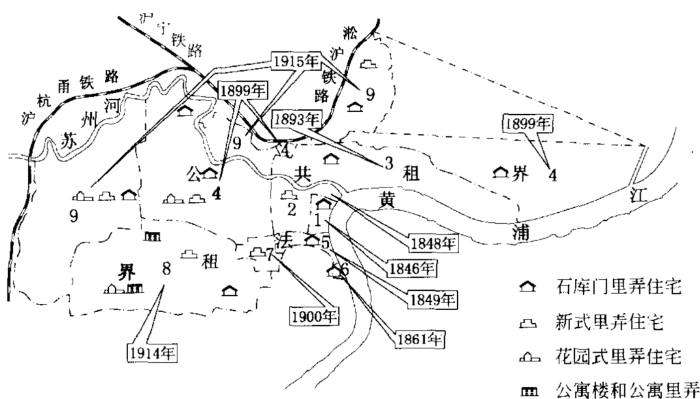 沪宁铁路
淞沪铁路
沪杭甬铁路
苏州河
1915年
1899年
1893年
1899年
9
9
4
3
公共租界
4
4
黄浦江
9
2
1
1848年
法租界
5
7
8
6
1846年
1849年
1900年
1861年
1914年
石库门里弄住宅
新式里弄住宅
花园式里弄住宅
公寓楼和公寓里弄